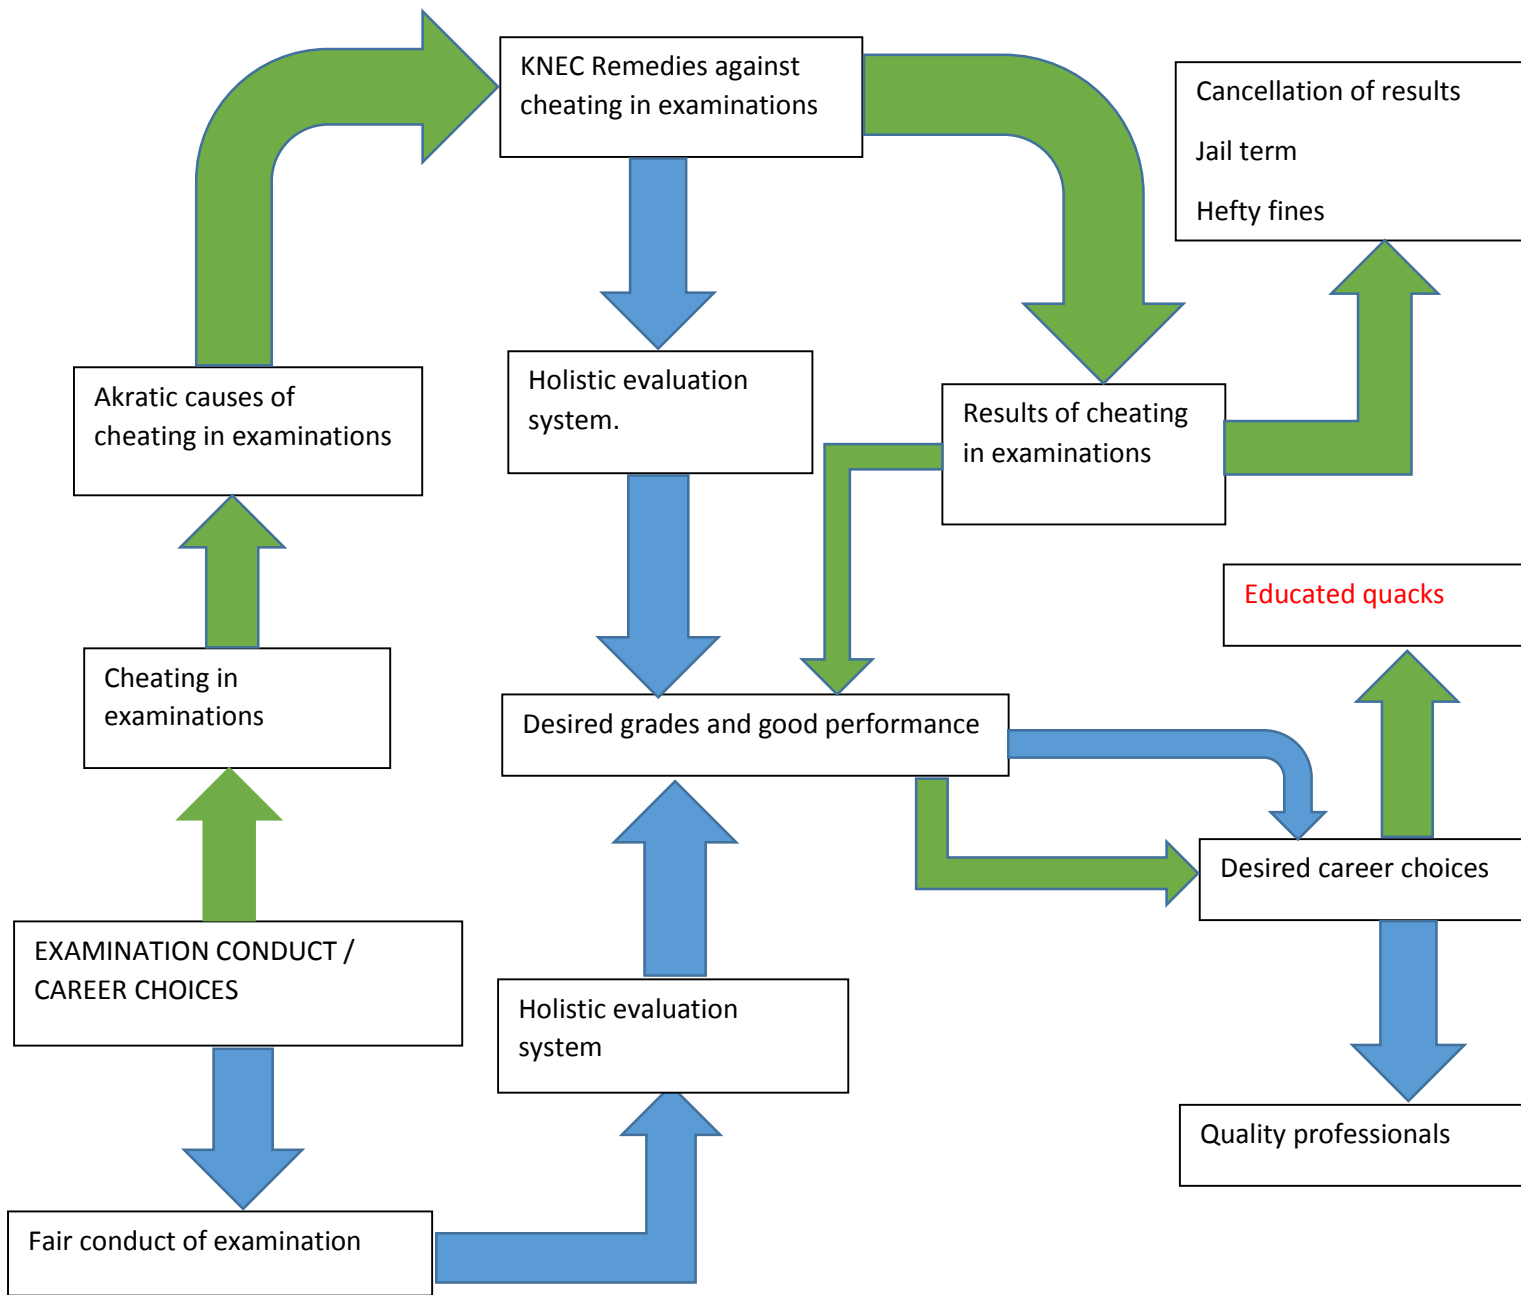 KNEC Remedies against
cheating in examinations
Cancellation of results
Jail term
Hefty fines
Akratic causes of
cheating in examinations
Holistic evaluation
system.
Results of cheating
in examinations
Educated quacks
Cheating in
examinations
Desired grades and good performance
Desired career choices
EXAMINATION CONDUCT /
CAREER CHOICES
Holistic evaluation
system
Quality professionals
Fair conduct of examination